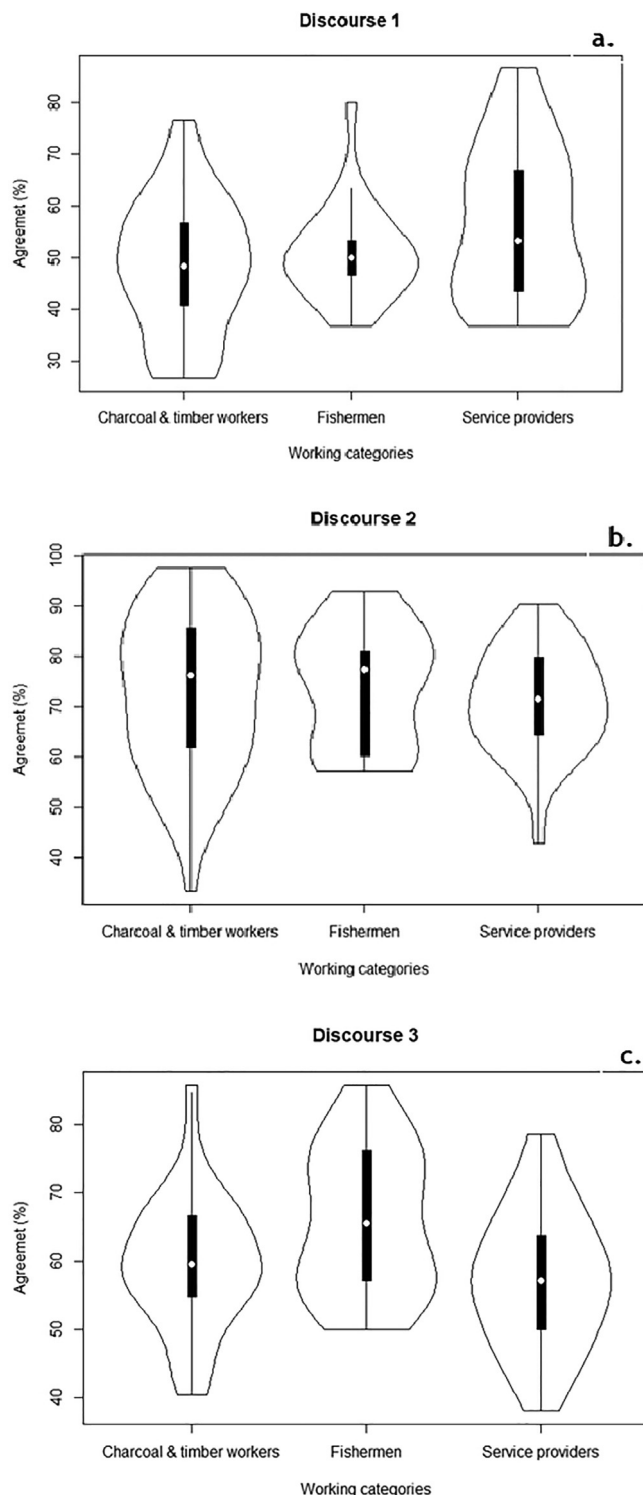 Discourse 1
a.
Agreemet (%)
80
70
60
50
40
30
Charcoal & timber workers Fishermen Service providers
Working categories
Discourse 2
b.
Agreemet (%)
100
90
80
70
60
50
40
Charcoal & timber workers Fishermen Service providers
Working categories
Discourse 3
c.
Agreemet (%)
80
70
60
50
40
Charcoal & timber workers Fishermen Service providers
Working categories